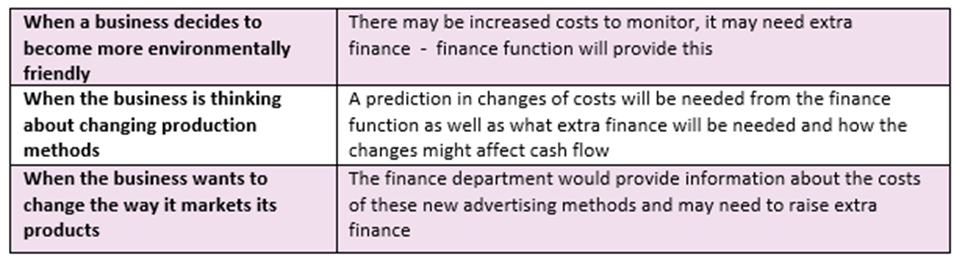 When a business decides to
become more environmentally
friendly
There may be increased costs to monitor, it may need extra
finance - finance function will provide this
When the business is thinking
about changing production
methods
A prediction in changes of costs will be needed from the finance
function as well as what extra finance will be needed and how the
changes might affect cash flow
When the business wants to
change the way it markets its
products
The finance department would provide information about the costs
of these new advertising methods and may need to raise extra
finance